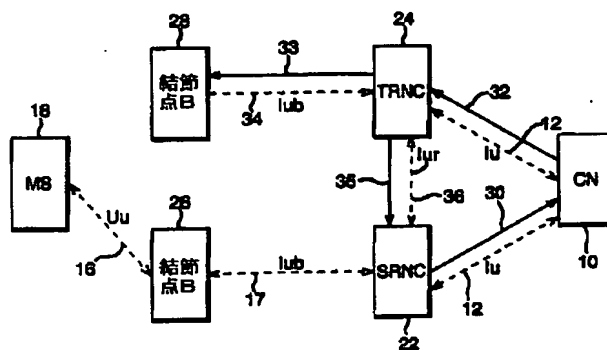 28
24
33
結節
点B
TRNC
32
34
Iub
12
18
Iu
MS
35
Iur
CN
36
30
Uu
28
10
結節
点B
Iub
SRNC
Iu
16
17
12
22